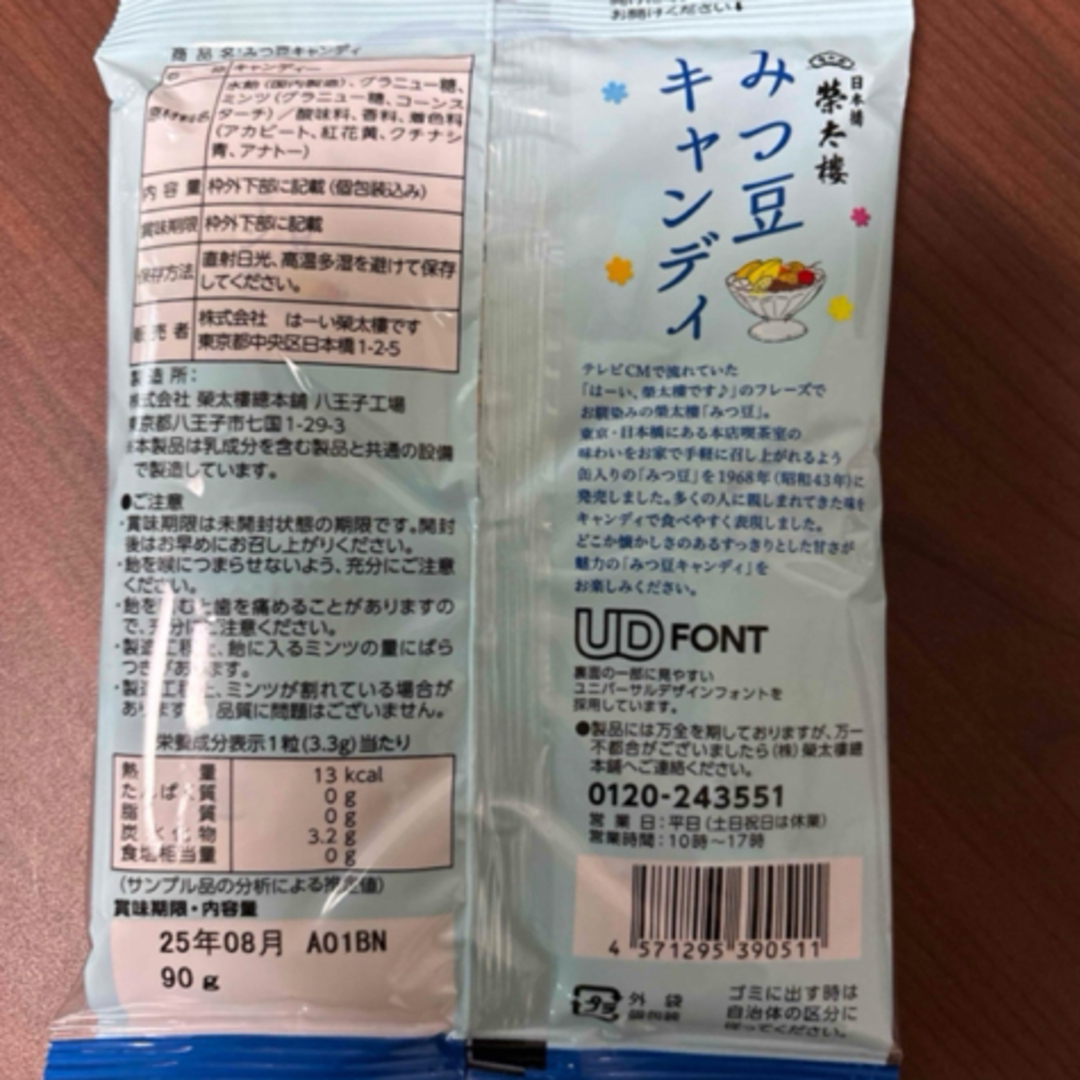 商品名:みつ豆キャンディ
キャンディー
水飴(国内製造)、グラニュー糖、
ミンツ(グラニュー糖、コーンス
ターチ)/酸味料、香料、着色料
(アカビート、紅花黄、クチナシ
青、アナトー)
内容量 枠外下部に記載(個包装込み)
賞味期限 枠外下部に記載
保存方法 直射日光、高温多湿を避けて保存
してください。
販売者 株式会社 はーい榮太樓です
東京都中央区日本橋1-2-5
製造所:
株式会社 榮太樓總本鋪 八王子工場
東京都八王子市七国1-29-3
※本製品は乳成分を含む製品と共通の設備
で製造しています。
●ご注意
・賞味期限は未開封状態の期限です。開封
後はお早めにお召し上がりください。
・飴を喉につまらせないよう、充分にご注意
ください。
・飴を噛むと歯を痛めることがありますの
で、充分にご注意ください。
・製造工程上、飴に入るミンツの量にばら
つきがあります。
・製造工程上、ミンツが割れている場合が
あります 品質に問題はございません。
栄養成分表示1粒(3.3g)当たり
熱量 13 kcal
たんぱく質 0 g
脂質 0 g
炭水化物 3.2 g
食塩相当量 0 g
(サンプル品の分析による推定値)
賞味期限・内容量
25年08月 A01BN
90 g
お開けください
日本橋
榮太樓
みつ豆
キャンディ
テレビCMで流れていた
「はーい、榮太樓です♪」のフレーズで
お馴染みの榮太樓「みつ豆」。
東京・日本橋にある本店喫茶室の
味わいをお家で手軽に召し上がれるよう
缶入りの「みつ豆」を1968年(昭和43年)に
発売しました。多くの人に親しまれてきた味を
キャンディで食べやすく表現しました。
どこか懐かしさのあるすっきりとした甘さが
魅力の「みつ豆キャンディ」を
お楽しみください。
UD FONT
裏面の一部に見やすい
ユニバーサルデザインフォントを
採用しています。
●製品には万全を期しておりますが、万一
不都合がございましたら(株)榮太樓總
本鋪へご連絡ください。
0120-243551
営業日:平日(土日祝日は休業)
営業時間:10時～17時
4 571295 390511
プラ
外袋
個包装
ゴミに出す時は
自治体の区分に
従ってください。